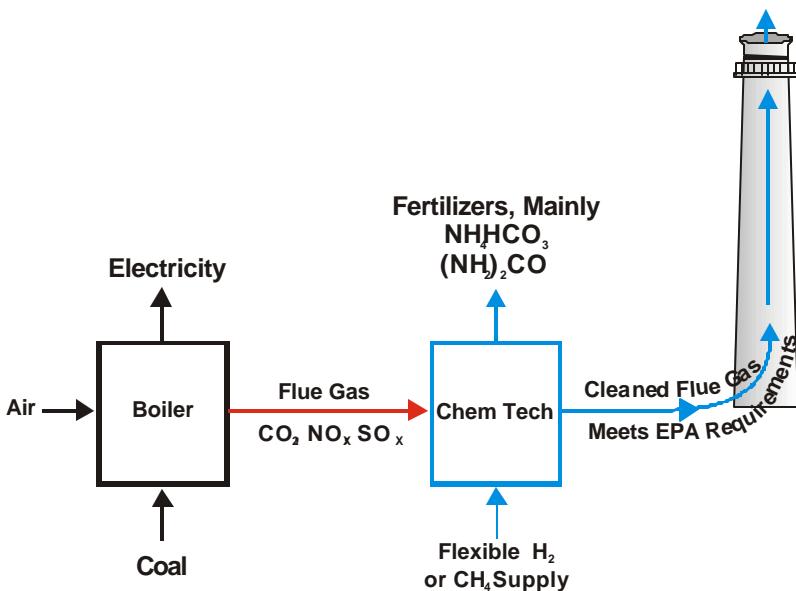 Fertilizers, Mainly
NH₄HCO₃
(NH₂)₂CO
Electricity
Air
Boiler
Flue Gas
CO₂ NOₓ SOₓ
Chem Tech
Cleaned Flue Gas
Meets EPA Requirements
Coal
Flexible H₂
or CH₄ Supply